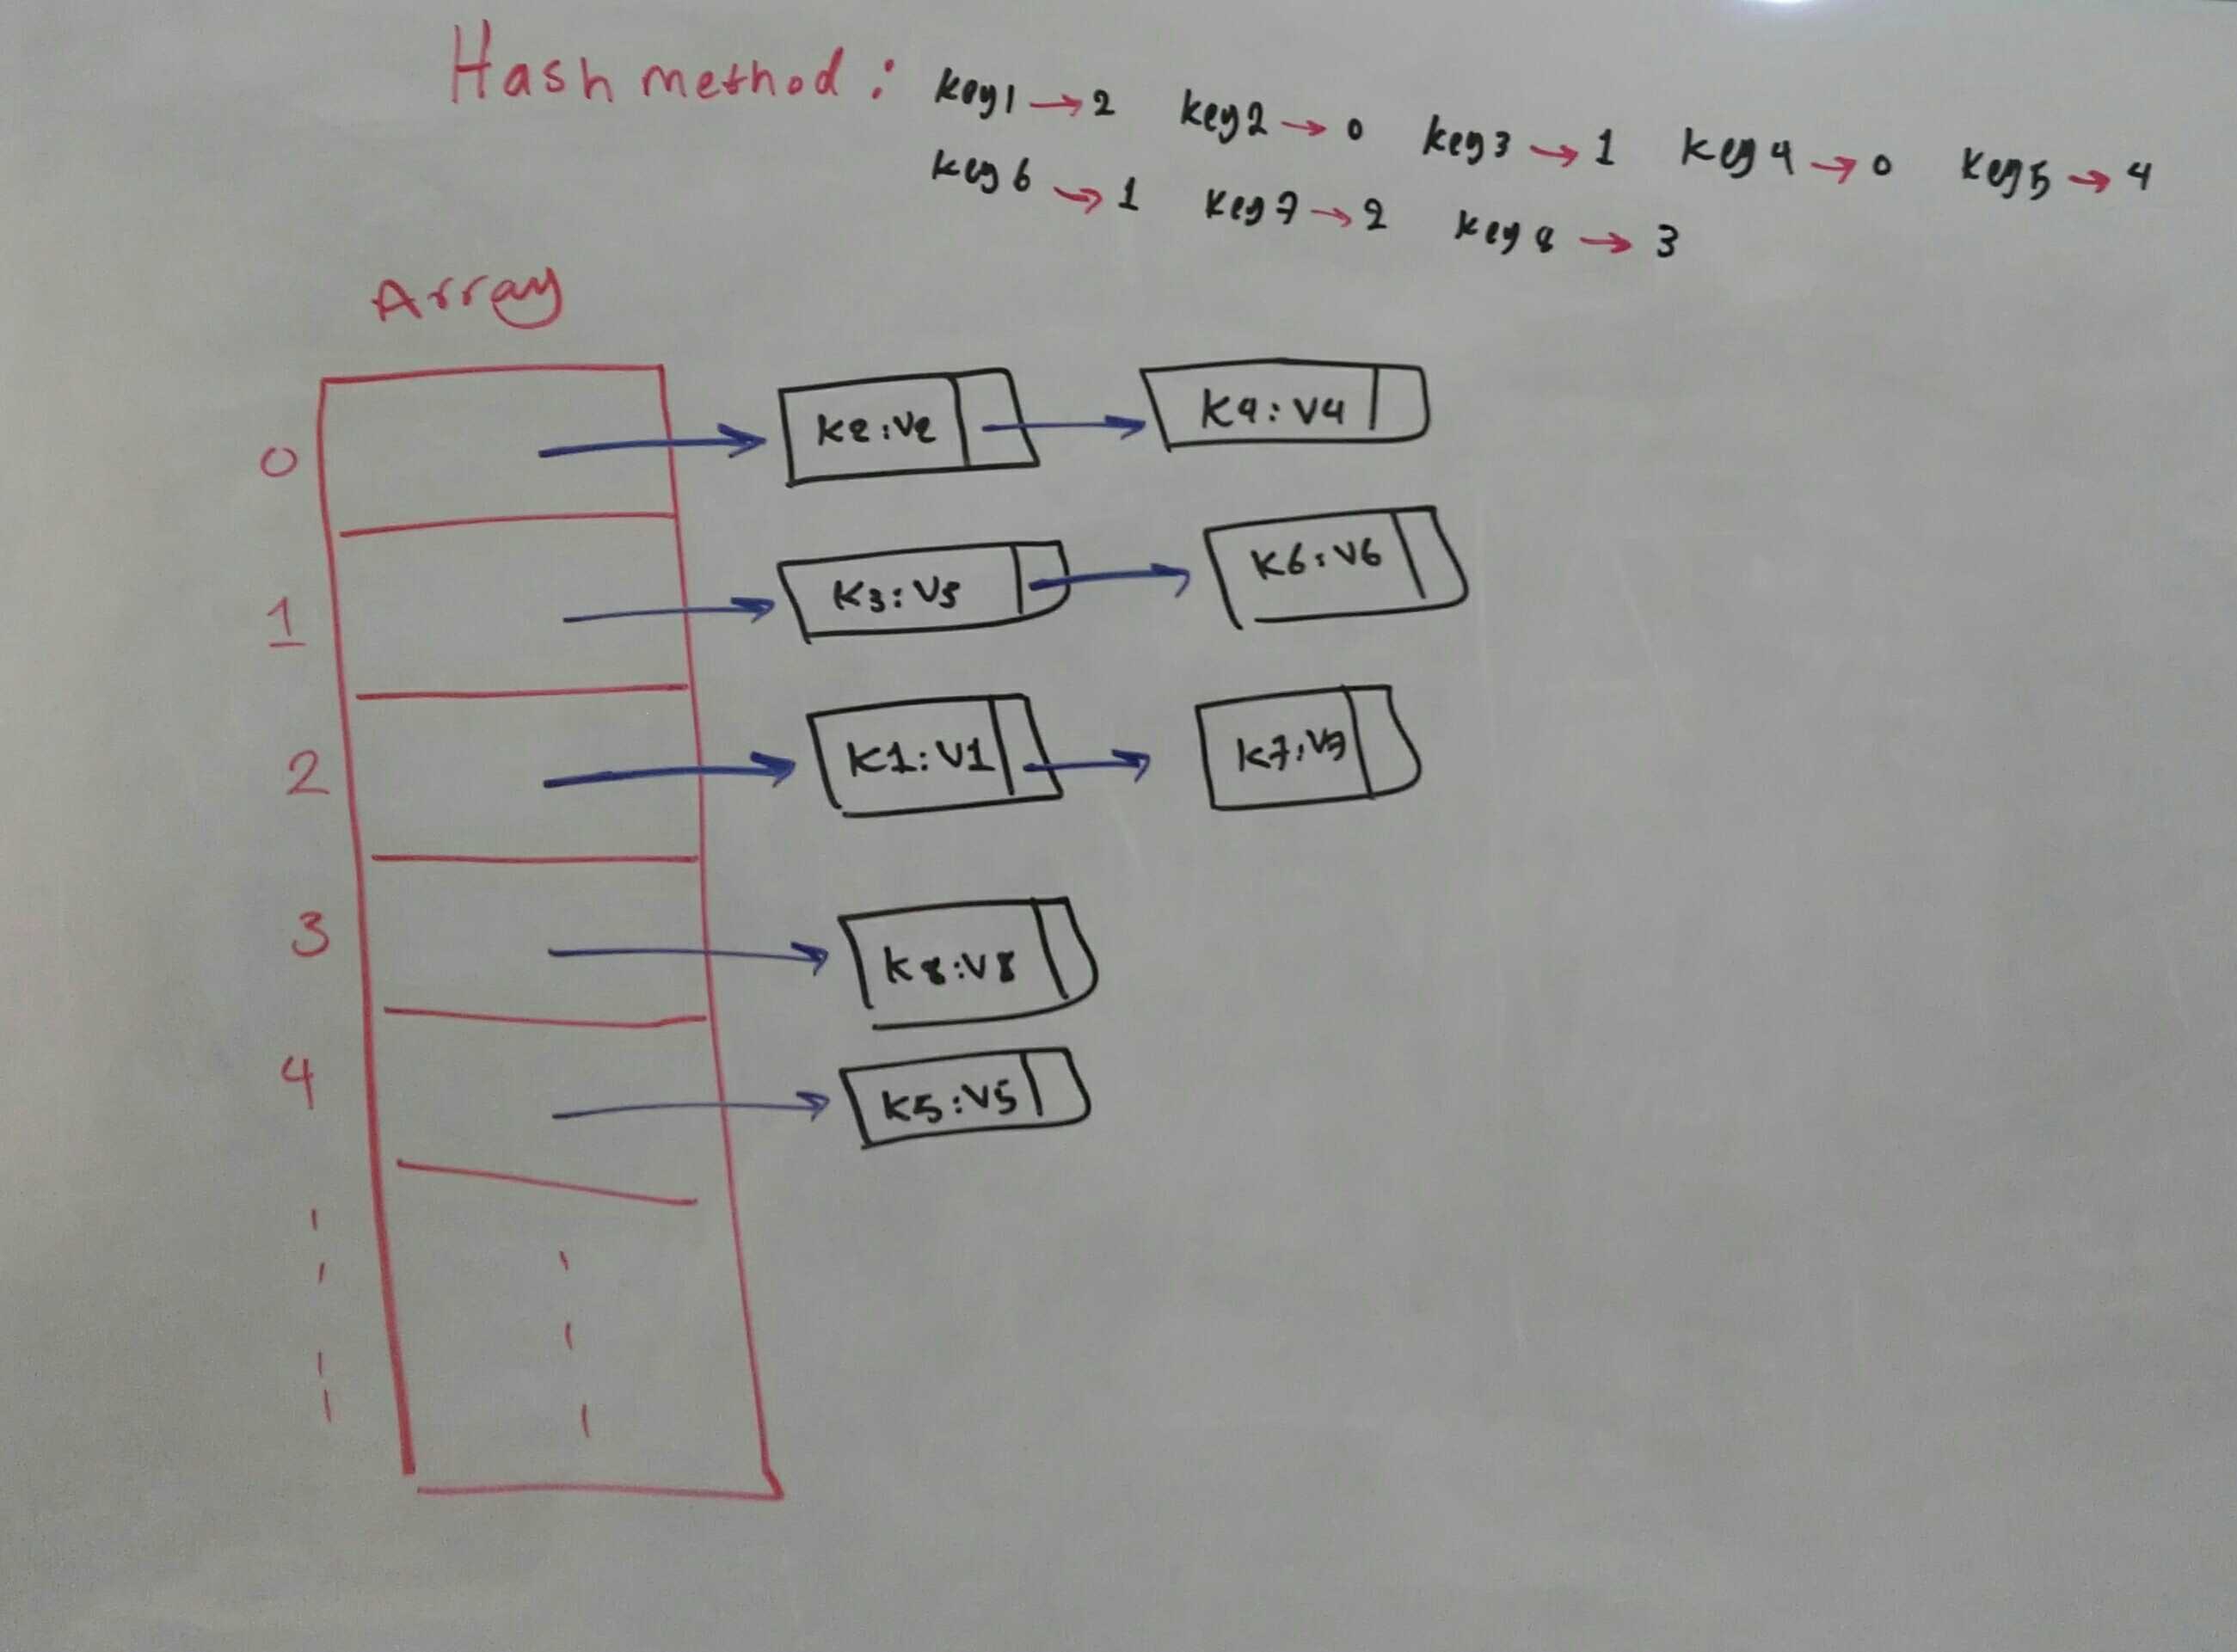 Hash method : key1 → 2 key2 → 0 key3 → 1 key4 → 0 key5 → 4
key6 → 1 key7 → 2 key8 → 3
Array
0 K2:V2 K4:V4
1 K3:V3 K6:V6
2 K1:V1 K7:V7
3 K8:V8
4 K5:V5